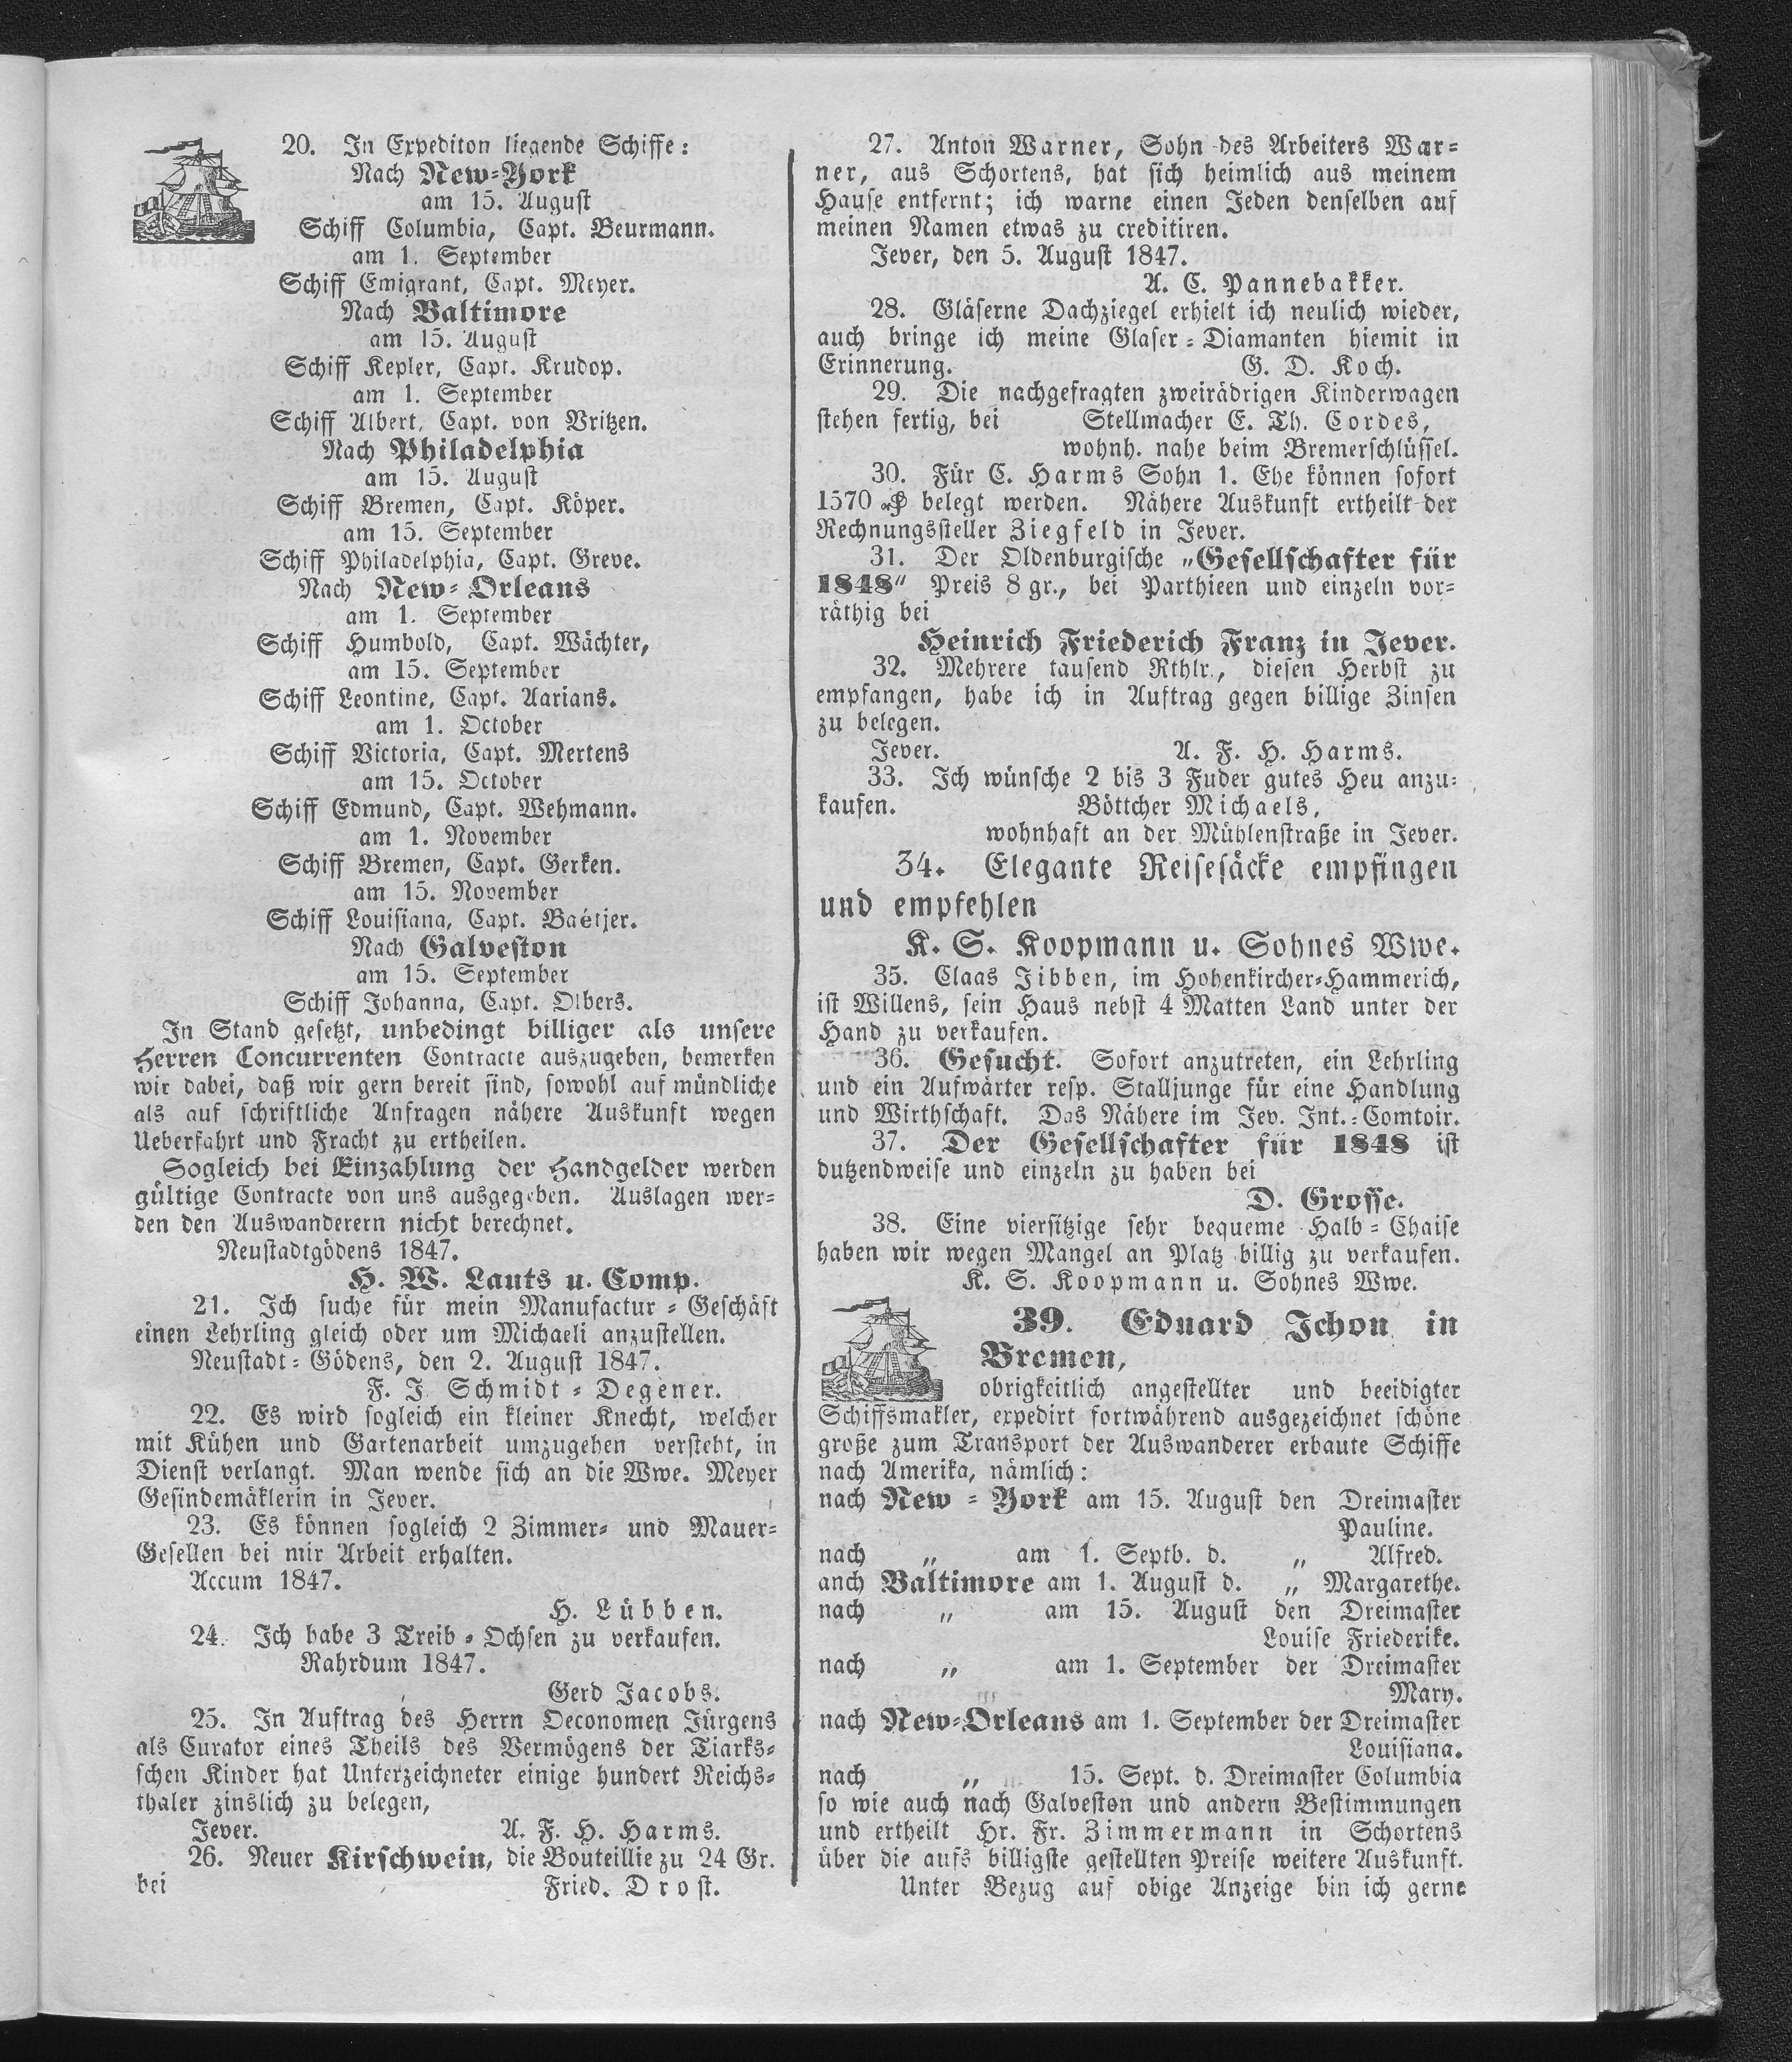 20. In Expediton liegende Schiffe:
Nach New-York
am 15. August
Schiff Columbia, Capt. Beurmann.
am 1. September
Schiff Emigrant, Capt. Meyer.
Nach Baltimore
am 15. August
Schiff Kepler, Capt. Krudop.
am 1. September
Schiff Albert, Capt. von Vritzen.
Nach Philadelphia
am 15. August
Schiff Bremen, Capt. Köper.
am 15. September
Schiff Philadelphia, Capt. Greve.
Nach New-Orleans
am 1. September
Schiff Humbold, Capt. Wächter,
am 15. September
Schiff Leontine, Capt. Aarians.
am 1. October
Schiff Victoria, Capt. Mertens
am 15. October
Schiff Edmund, Capt. Wehmann.
am 1. November
Schiff Bremen, Capt. Gerken.
am 15. November
Schiff Louisiana, Capt. Baétjer.
Nach Galveston
am 15. September
Schiff Johanna, Capt. Olbers.
In Stand gesetzt, unbedingt billiger als unsere
Herren Concurrenten Contracte auszugeben, bemerken
wir dabei, daß wir gern bereit sind, sowohl auf mündliche
als auf schriftliche Anfragen nähere Auskunft wegen
Ueberfahrt und Fracht zu ertheilen.
Sogleich bei Einzahlung der Handgelder werden
gültige Contracte von uns ausgegeben. Auslagen wer-
den den Auswanderern nicht berechnet.
Neustadtgödens 1847.
H. W. Lauts u. Comp.
21. Ich suche für mein Manufactur-Geschäft
einen Lehrling gleich oder um Michaeli anzustellen.
Neustadt-Gödens, den 2. August 1847.
F. J Schmidt-Degener.
22. Es wird sogleich ein kleiner Knecht, welcher
mit Kühen und Gartenarbeit umzugehen versteht, in
Dienst verlangt. Man wende sich an die Wwe. Meyer
Gesindemäklerin in Jever.
23. Es können sogleich 2 Zimmer- und Mauer-
Gesellen bei mir Arbeit erhalten.
Accum 1847.
H. Lübben.
24. Ich habe 3 Treib-Ochsen zu verkaufen.
Rahrdum 1847.
Gerd Jacobs.
25. In Auftrag des Herrn Oeconomen Jürgens
als Curator eines Theils des Vermögens der Tiarks-
schen Kinder hat Unterzeichneter einige hundert Reichs-
thaler zinslich zu belegen,
Jever. A. F. H. Harms.
26. Neuer Kirschwein, die Bouteillie zu 24 Gr.
bei Fried. Drost.
27. Anton Warner, Sohn des Arbeiters War-
ner, aus Schortens, hat sich heimlich aus meinem
Hause entfernt; ich warne einen Jeden denselben auf
meinen Namen etwas zu creditiren.
Jever, den 5. August 1847.
A. C. Pannebakker.
28. Gläserne Dachziegel erhielt ich neulich wieder,
auch bringe ich meine Glaser-Diamanten hiemit in
Erinnerung. G. D. Koch.
29. Die nachgefragten zweirädrigen Kinderwagen
stehen fertig, bei Stellmacher E. Th. Cordes,
wohnh. nahe beim Bremerschlüssel.
30. Für C. Harms Sohn 1. Ehe können sofort
1570 ₰ belegt werden. Nähere Auskunft ertheilt der
Rechnungssteller Ziegfeld in Jever.
31. Der Oldenburgische „Gesellschafter für
1848“ Preis 8 gr., bei Parthieen und einzeln vor-
räthig bei
Heinrich Friederich Franz in Jever.
32. Mehrere tausend Rthlr., diesen Herbst zu
empfangen, habe ich in Auftrag gegen billige Zinsen
zu belegen.
Jever. A. F. H. Harms.
33. Ich wünsche 2 bis 3 Fuder gutes Heu anzu-
kaufen. Böttcher Michaels,
wohnhaft an der Mühlenstraße in Jever.
34. Elegante Reisesäcke empfingen
und empfehlen
K. S. Koopmann u. Sohnes Wwe.
35. Claas Jibben, im Hohenkircher-Hammerich,
ist Willens, sein Haus nebst 4 Matten Land unter der
Hand zu verkaufen.
36. Gesucht. Sofort anzutreten, ein Lehrling
und ein Aufwärter resp. Stalljunge für eine Handlung
und Wirthschaft. Das Nähere im Jev. Int.-Comtoir.
37. Der Gesellschafter für 1848 ist
dutzendweise und einzeln zu haben bei
D. Grosse.
38. Eine viersitzige sehr bequeme Halb-Chaise
haben wir wegen Mangel an Platz billig zu verkaufen.
K. S. Koopmann u. Sohnes Wwe.
39. Eduard Ichon in
Bremen,
obrigkeitlich angestellter und beeidigter
Schiffsmakler, expedirt fortwährend ausgezeichnet schöne
große zum Transport der Auswanderer erbaute Schiffe
nach Amerika, nämlich:
nach New-York am 15. August den Dreimaster
Pauline.
nach „ am 1. Septb. d. „ Alfred.
anch Baltimore am 1. August d. „ Margarethe.
nach „ am 15. August den Dreimaster
Louise Friederike.
nach „ am 1. September der Dreimaster
Mary.
nach New-Orleans am 1. September der Dreimaster
Louisiana.
nach „ 15. Sept. d. Dreimaster Columbia
so wie auch nach Galveston und andern Bestimmungen
und ertheilt Hr. Fr. Zimmermann in Schortens
über die aufs billigste gestellten Preise weitere Auskunft.
Unter Bezug auf obige Anzeige bin ich gerne